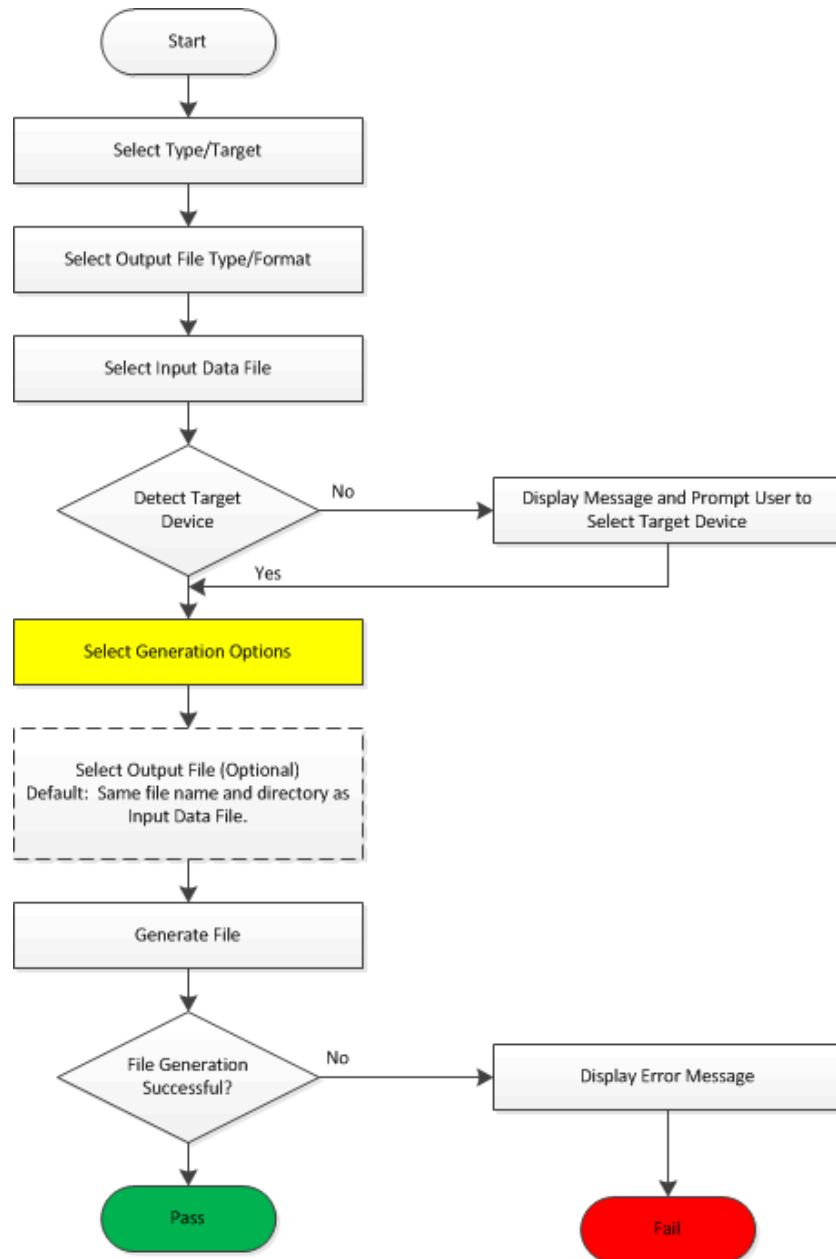 Start
Select Type/Target
Select Output File Type/Format
Select Input Data File
Detect Target
Device
No
Display Message and Prompt User to
Select Target Device
Yes
Select Generation Options
Select Output File (Optional)
Default:  Same file name and directory as
Input Data File.
Generate File
File Generation
Successful?
No
Display Error Message
Pass
Fail